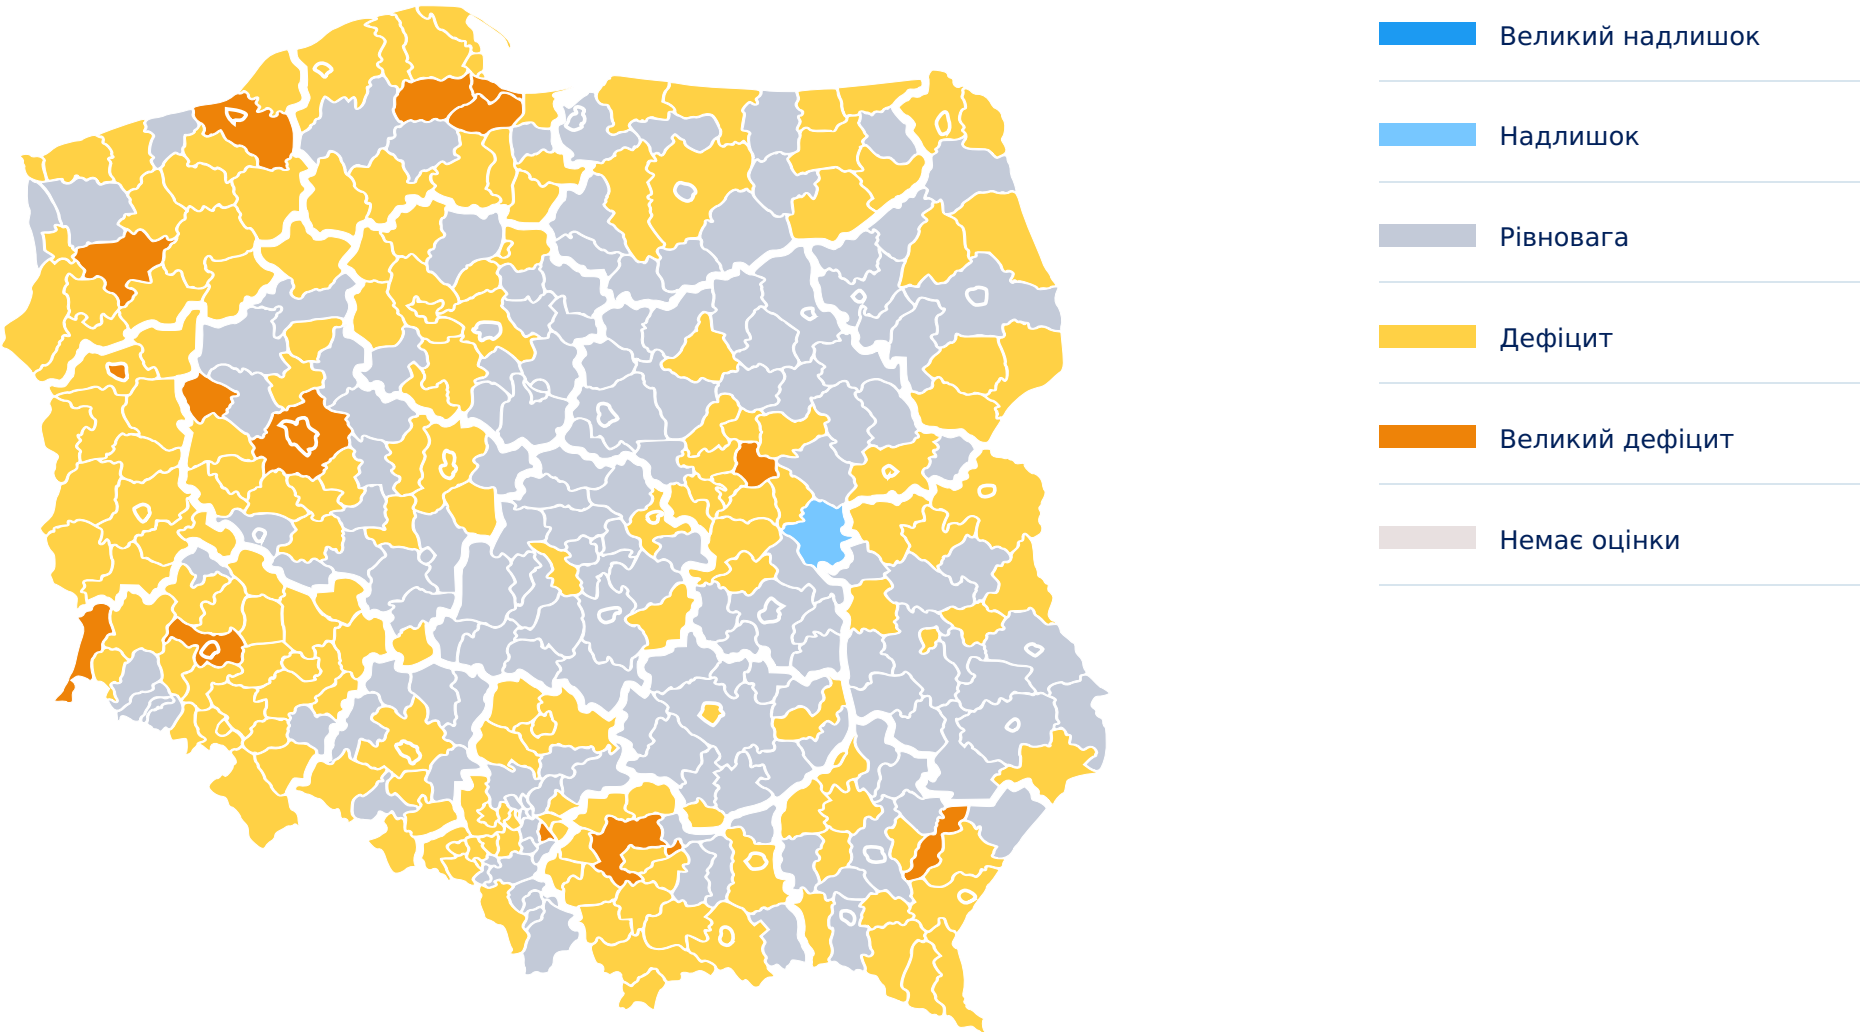 Великий надлишок
Надлишок
Рівновага
Дефіцит
Великий дефіцит
Немає оцінки